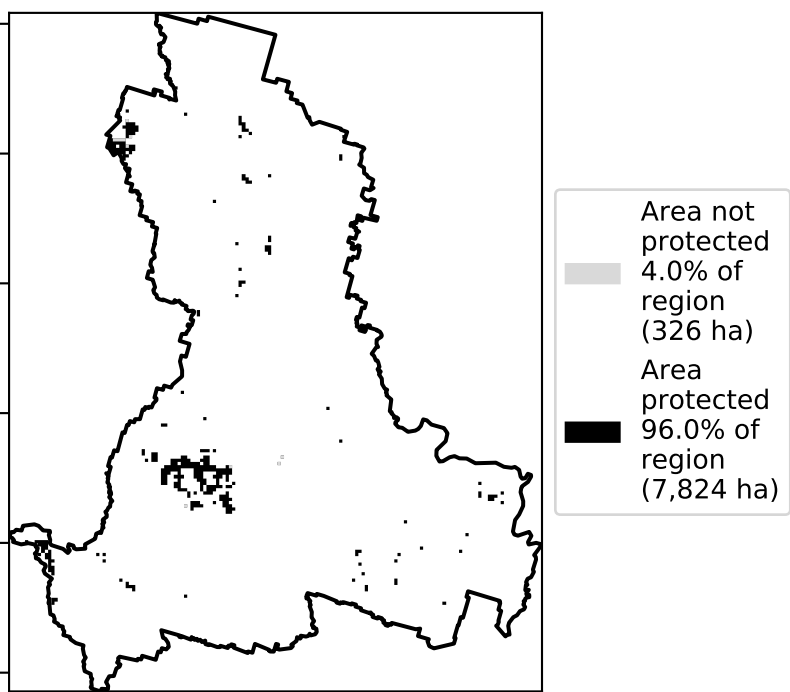 Area not
protected
4.0% of
region
(326 ha)
Area
protected
96.0% of
region
(7,824 ha)